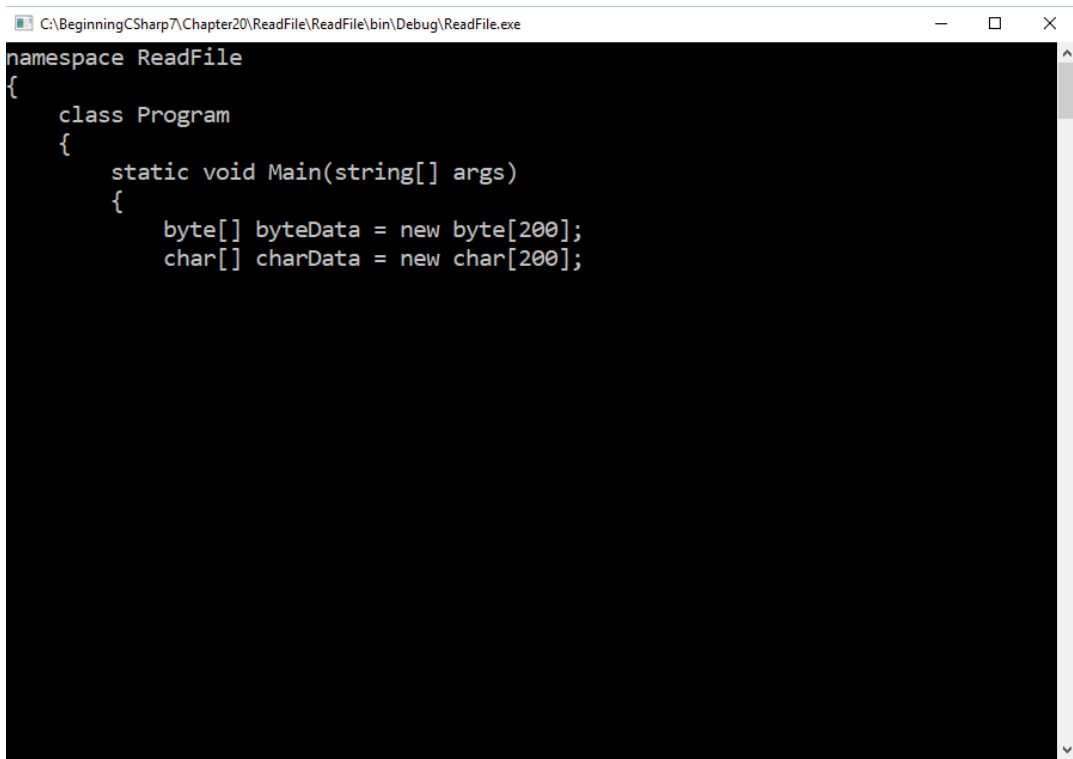 C:\BeginningCSharp7\Chapter20\ReadFile\ReadFile\bin\Debug\ReadFile.exe
namespace ReadFile
{
    class Program
    {
        static void Main(string[] args)
        {
            byte[] byteData = new byte[200];
            char[] charData = new char[200];